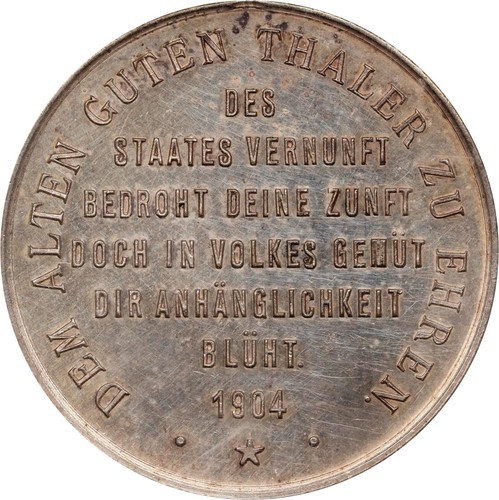 DEM ALTEN GUTEN THALER ZU EHREN.
DES
STAATES VERNUNFT
BEDROHT DEINE ZUNFT
DOCH IN VOLKES GEMÜT
DIR ANHÄNGLICHKEIT
BLÜHT.
1904